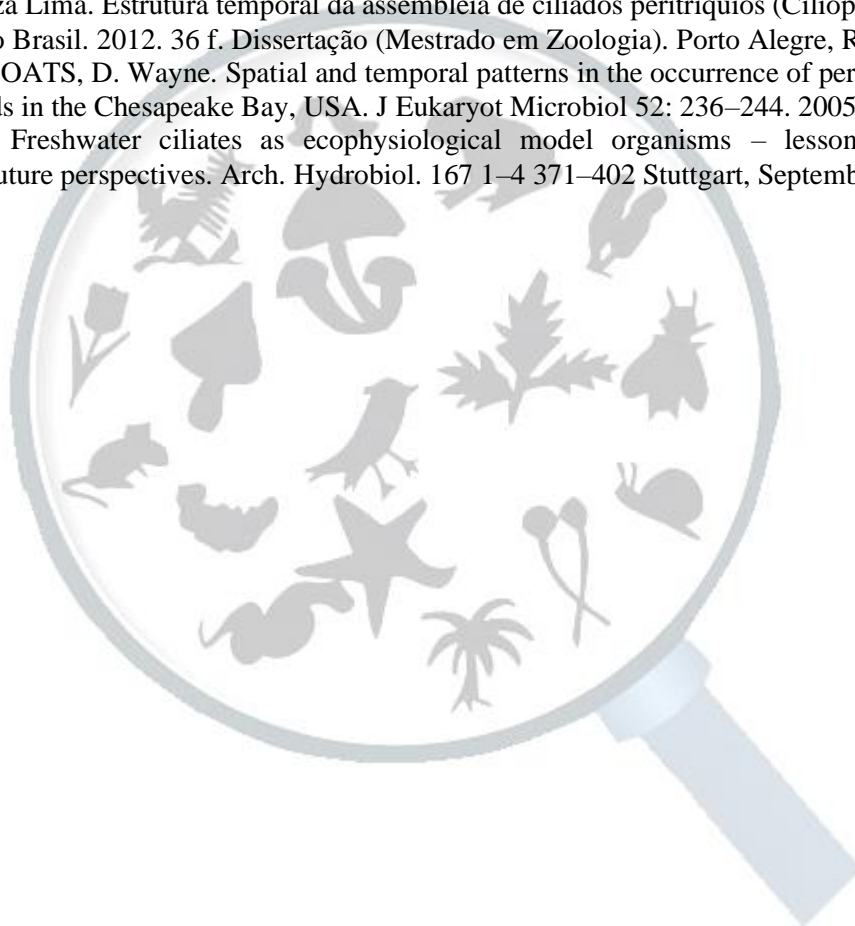 za Lima. Estrutura temporal da assembleia de ciliados peritríquios (Ciliop
o Brasil. 2012. 36 f. Dissertação (Mestrado em Zoologia). Porto Alegre, R
OATS, D. Wayne. Spatial and temporal patterns in the occurrence of per
ds in the Chesapeake Bay, USA. J Eukaryot Microbiol 52: 236–244. 2005
Freshwater ciliates as ecophysiological model organisms – lesson
uture perspectives. Arch. Hydrobiol. 167 1–4 371–402 Stuttgart, Septemb